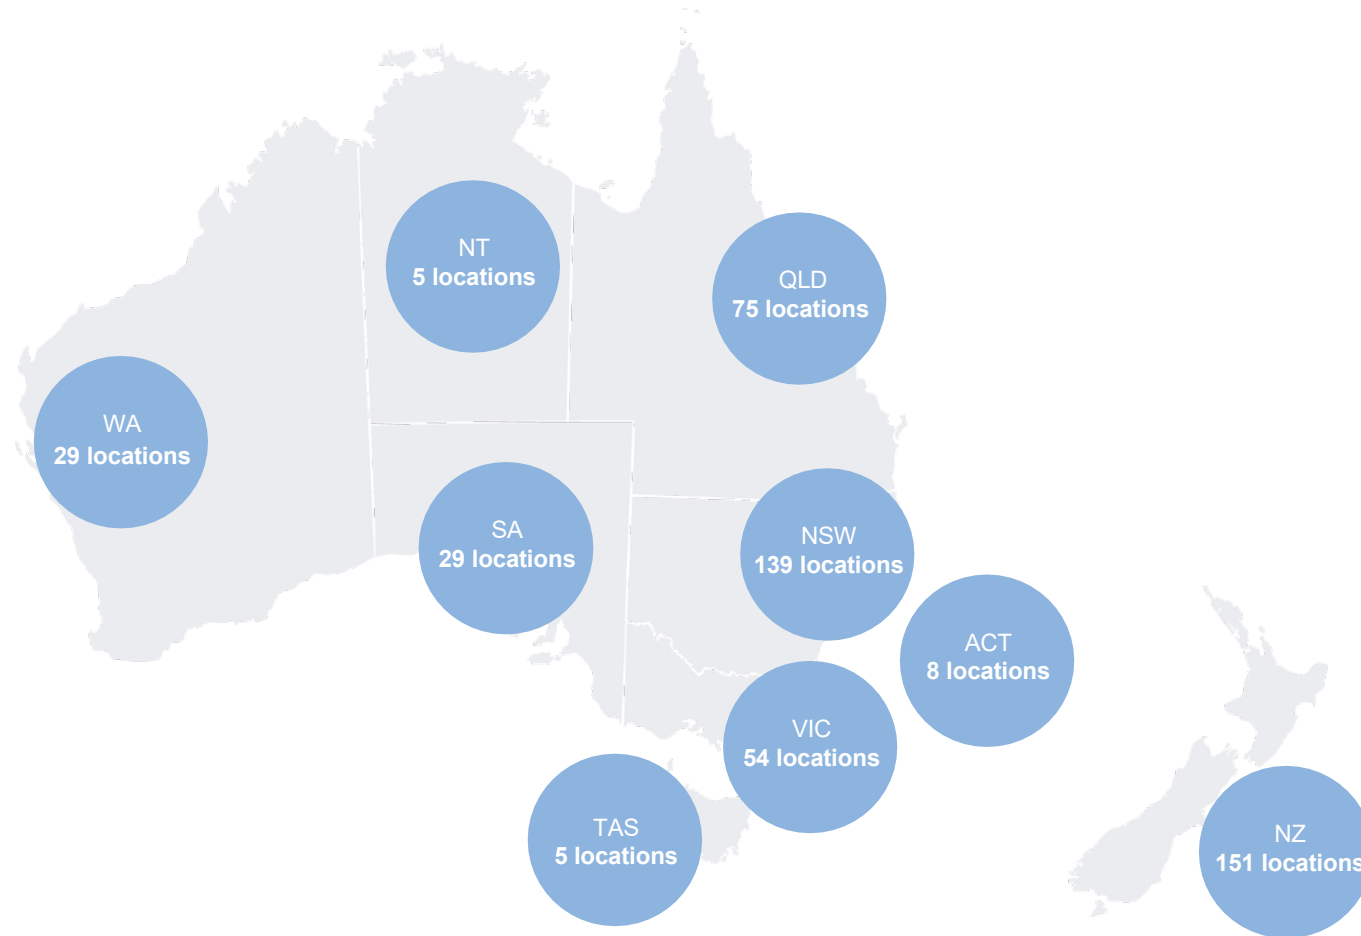 NT
5 locations
QLD
75 locations
WA
29 locations
SA
29 locations
NSW
139 locations
ACT
8 locations
VIC
54 locations
TAS
5 locations
NZ
151 locations